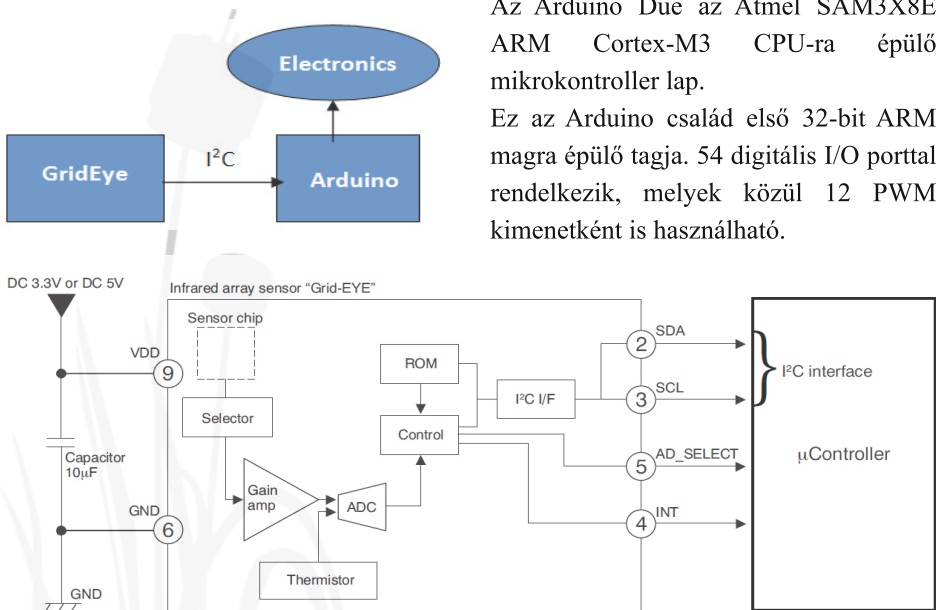 Az Arduino Due az Atmel SAM3X8E
ARM Cortex-M3 CPU-ra épülő
mikrokontroller lap.
Ez az Arduino család első 32-bit ARM
magra épülő tagja. 54 digitális I/O porttal
rendelkezik, melyek közül 12 PWM
kimenetként is használható.
Electronics
GridEye
I²C
Arduino
DC 3.3V or DC 5V
Infrared array sensor “Grid-EYE”
Sensor chip
VDD
9
Selector
Capacitor
10µF
GND
6
GND
Gain
amp
ADC
Thermistor
ROM
Control
I²C I/F
2
SDA
3
SCL
5
AD_SELECT
4
INT
I²C interface
µController